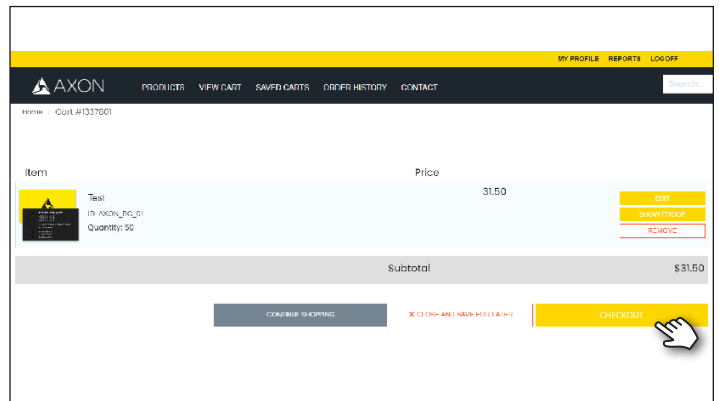 MY PROFILE REPORTS LOGOFF
AXON PRODUCTS VIEW CART SAVED CARTS ORDER HISTORY CONTACT Search...
Home / Cart #1337801
Item Price
Test 31.50 EDIT
ID: AXON_BC_01 SHOW PROOF
Quantity: 50 REMOVE
Subtotal $31.50
CONTINUE SHOPPING X CLOSE AND SAVE FOR LATER CHECKOUT